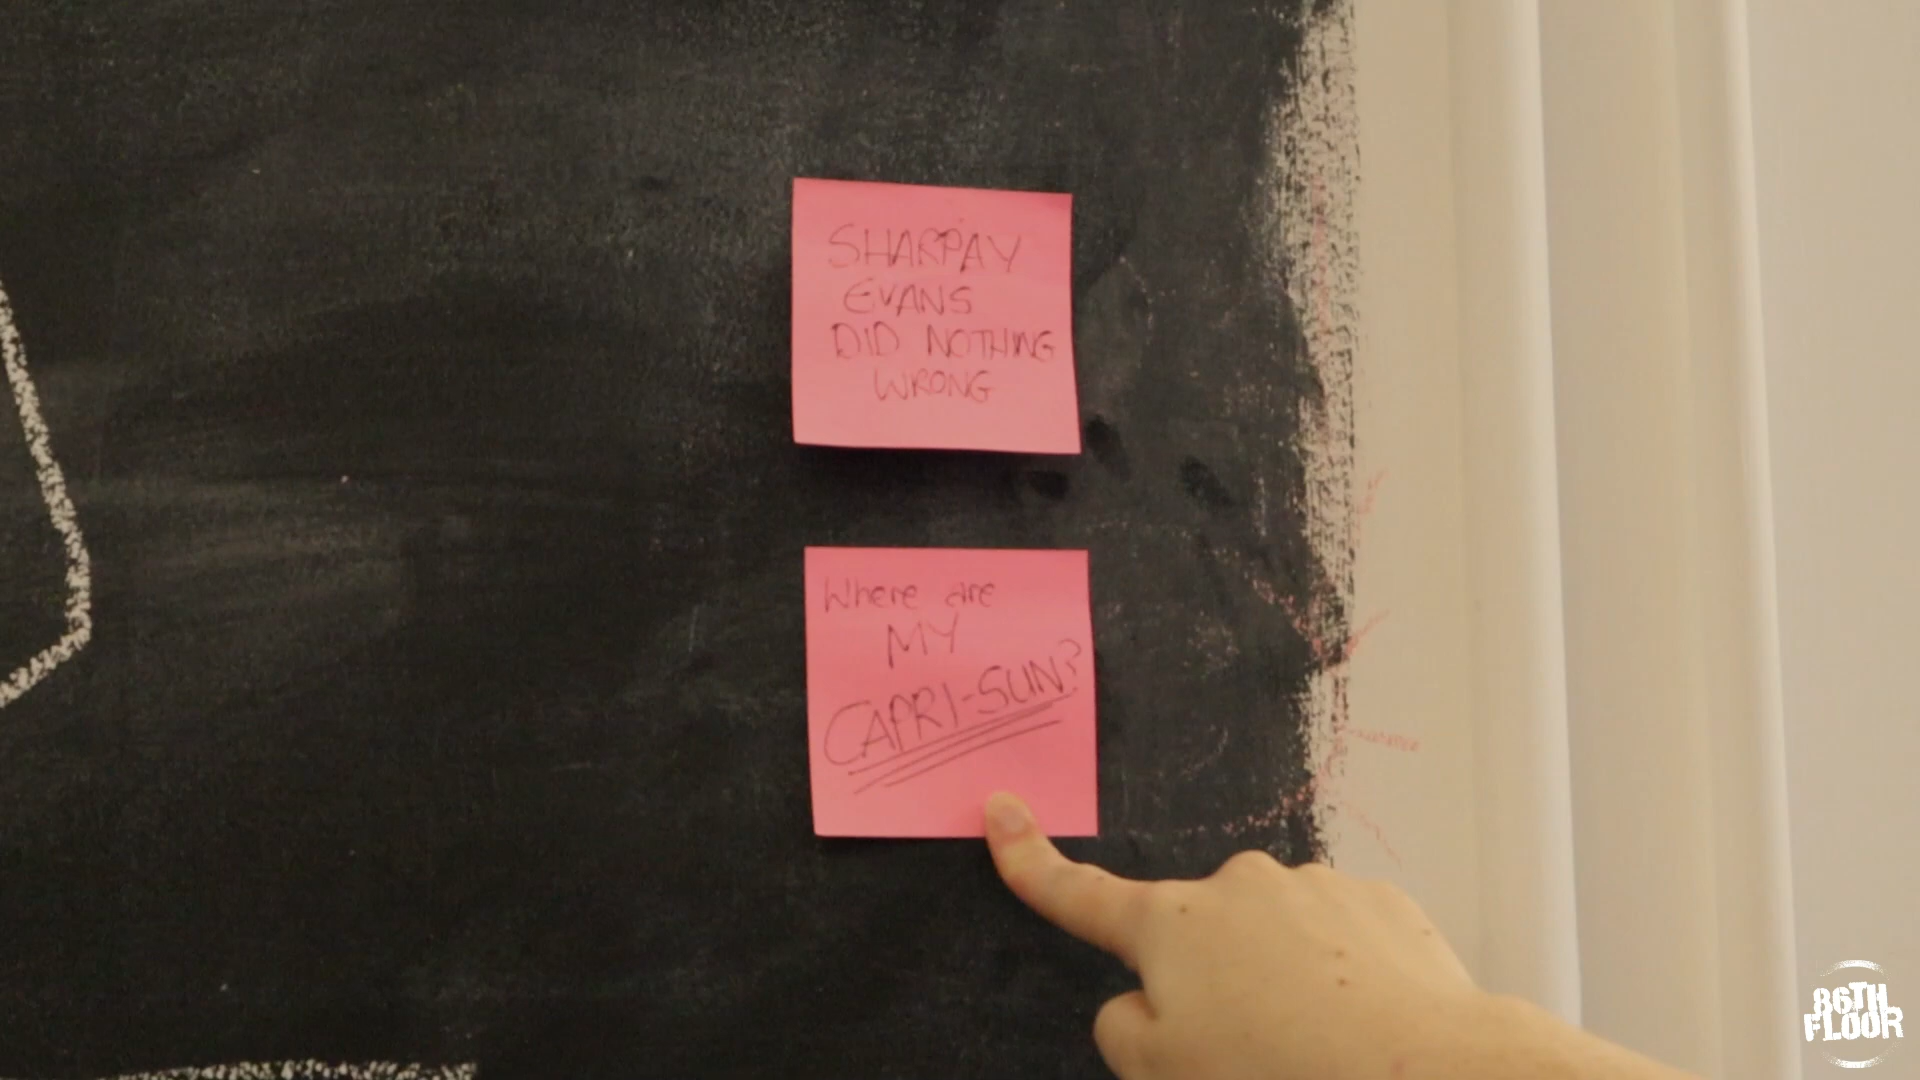 SHARPAY
EVANS
DID NOTHING
WRONG
Where are
MY
CAPRI-SUN?
86TH
FLOOR